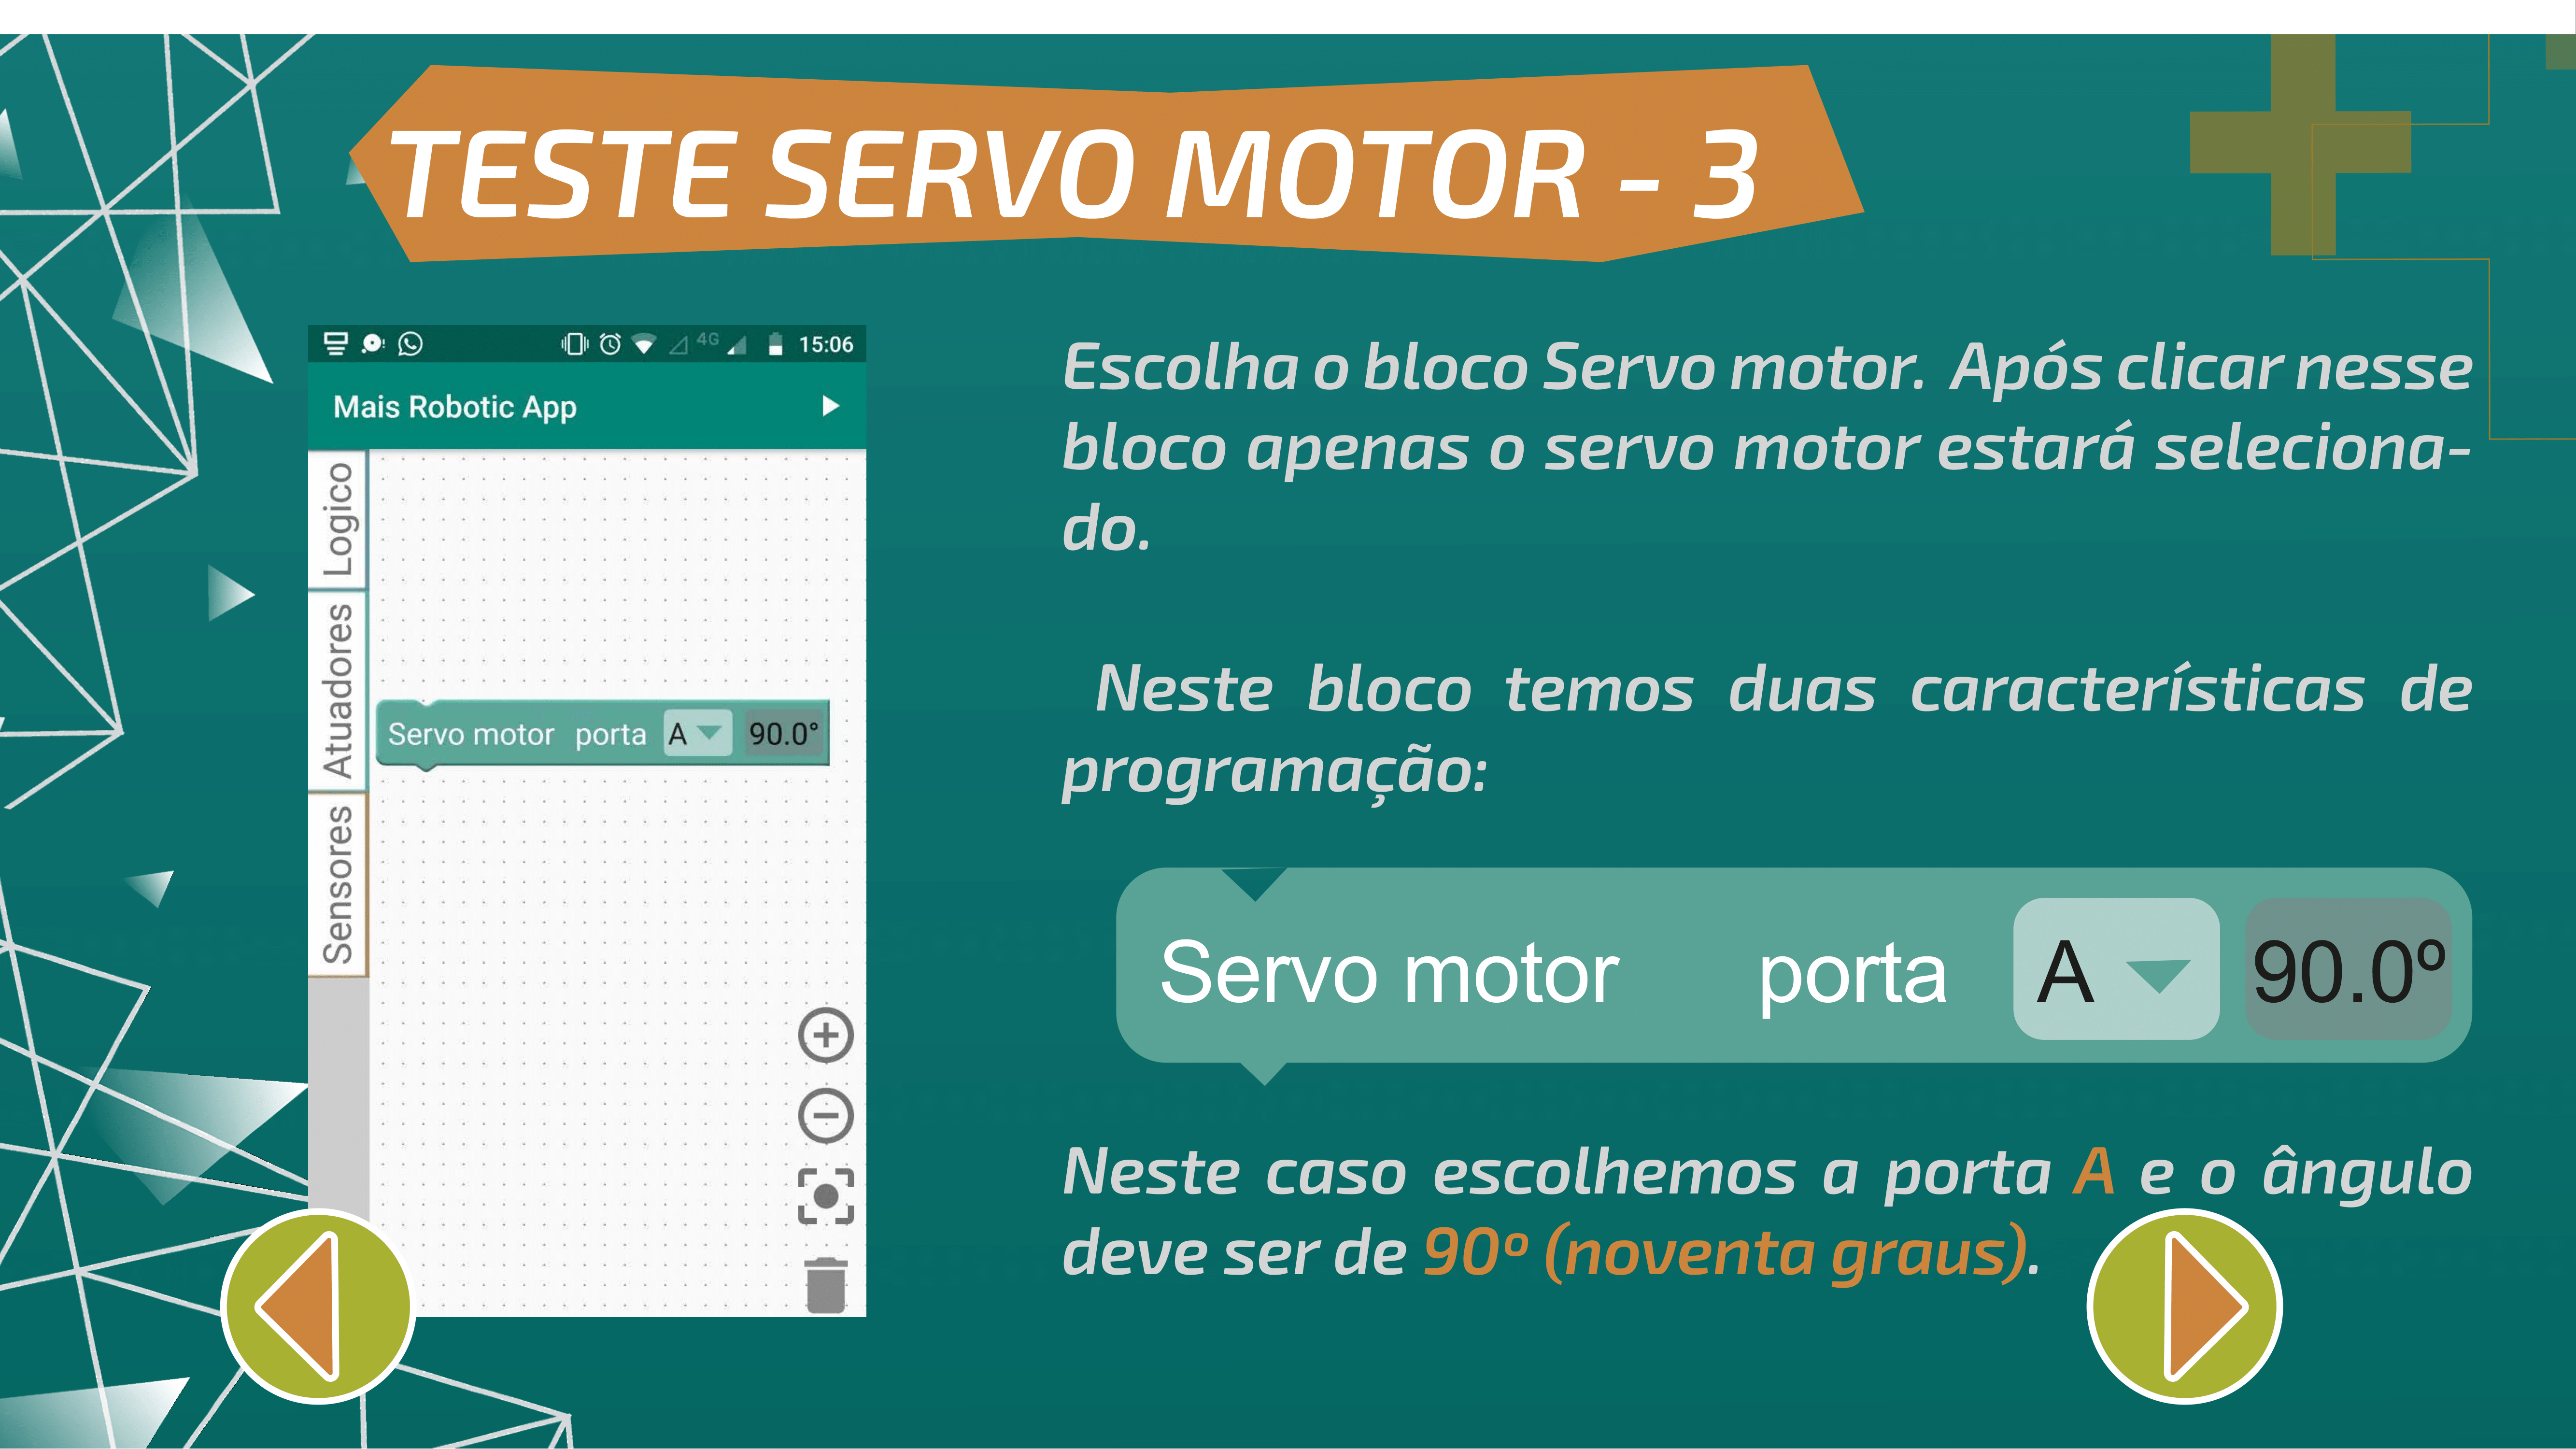 TESTE SERVO MOTOR - 3
4G 15:06
Mais Robotic App
Logico
Atuadores
Sensores
Servo motor porta A 90.0°
Escolha o bloco Servo motor. Após clicar nesse
bloco apenas o servo motor estará seleciona-
do.
Neste bloco temos duas características de
programação:
Servo motor porta A 90.0º
Neste caso escolhemos a porta A e o ângulo
deve ser de 90º (noventa graus).